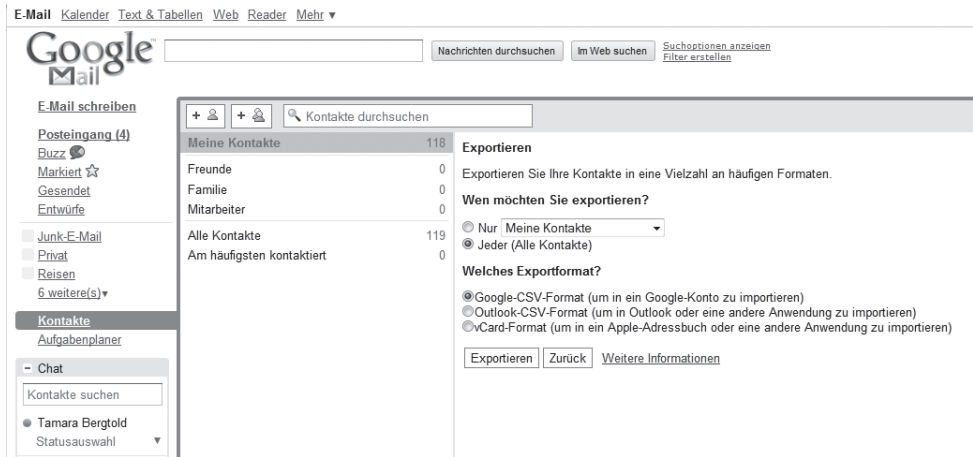 E-Mail Kalender Text & Tabellen Web Reader Mehr ▼
Google Mail
Nachrichten durchsuchen
Im Web suchen
Suchoptionen anzeigen
Filter erstellen
E-Mail schreiben
Posteingang (4)
Buzz
Markiert
Gesendet
Entwürfe
Junk-E-Mail
Privat
Reisen
6 weitere(s)▼
Kontakte
Aufgabenplaner
– Chat
Kontakte suchen
Tamara Bergtold
Statusauswahl ▼
+ +
Kontakte durchsuchen
Meine Kontakte 118
Freunde 0
Familie 0
Mitarbeiter 0
Alle Kontakte 119
Am häufigsten kontaktiert 0
Exportieren
Exportieren Sie Ihre Kontakte in eine Vielzahl an häufigen Formaten.
Wen möchten Sie exportieren?
Nur Meine Kontakte
Jeder (Alle Kontakte)
Welches Exportformat?
Google-CSV-Format (um in ein Google-Konto zu importieren)
Outlook-CSV-Format (um in Outlook oder eine andere Anwendung zu importieren)
vCard-Format (um in ein Apple-Adressbuch oder eine andere Anwendung zu importieren)
Exportieren Zurück Weitere Informationen